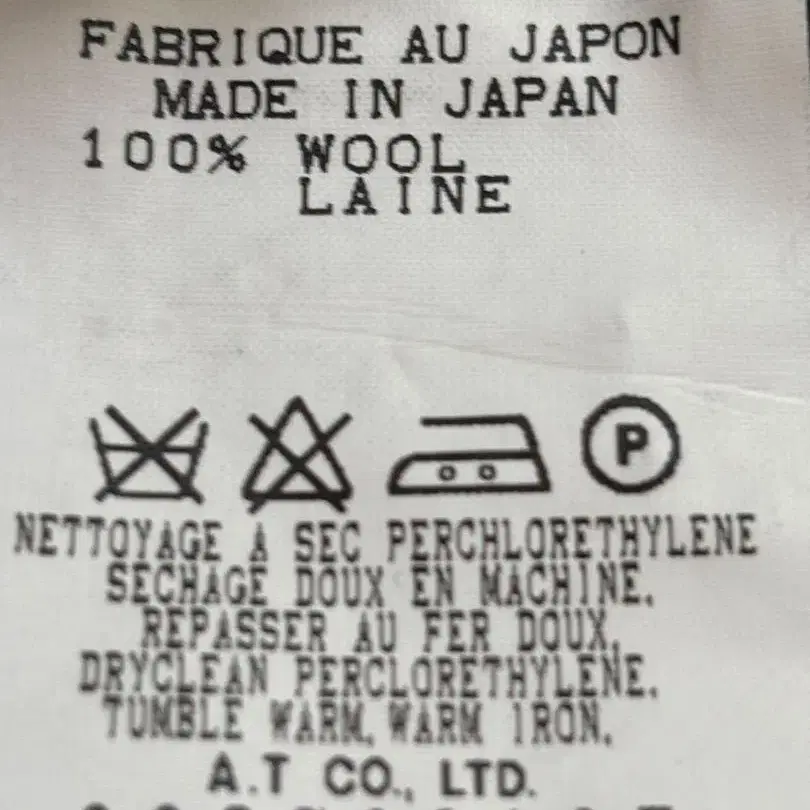 FABRIQUE AU JAPON
MADE IN JAPAN
100% WOOL
LAINE
P
NETTOYAGE A SEC PERCHLORETHYLENE
SECHAGE DOUX EN MACHINE.
REPASSER AU FER DOUX.
DRYCLEAN PERCLORETHYLENE.
TUMBLE WARM. WARM IRON.
A.T CO., LTD.